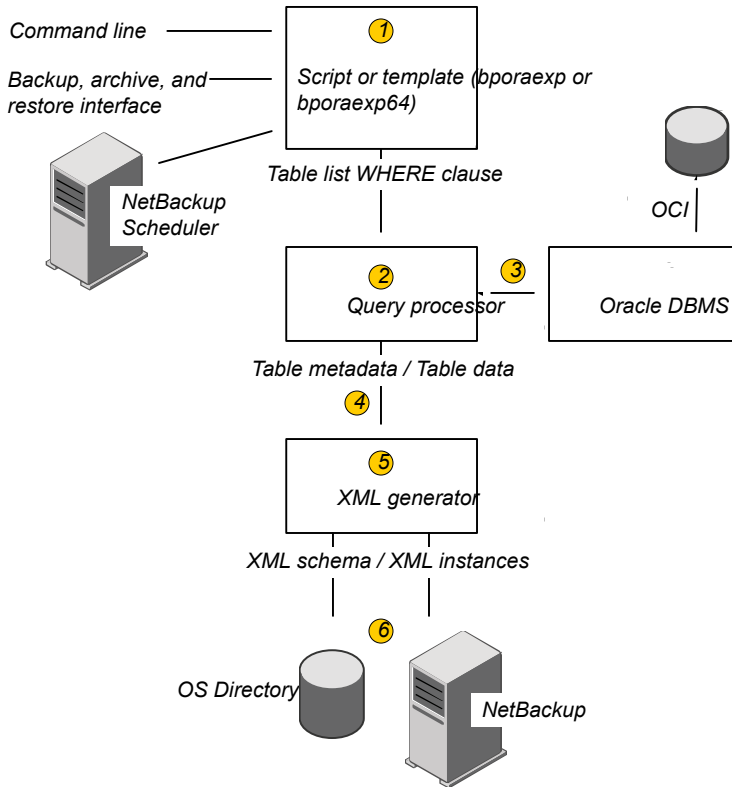 Command line
1
Backup, archive, and
restore interface
Script or template (bporaexp or
bporaexp64)
NetBackup
Scheduler
Table list WHERE clause
OCI
2
Query processor
3
Oracle DBMS
Table metadata / Table data
4
5
XML generator
XML schema / XML instances
6
OS Directory
NetBackup